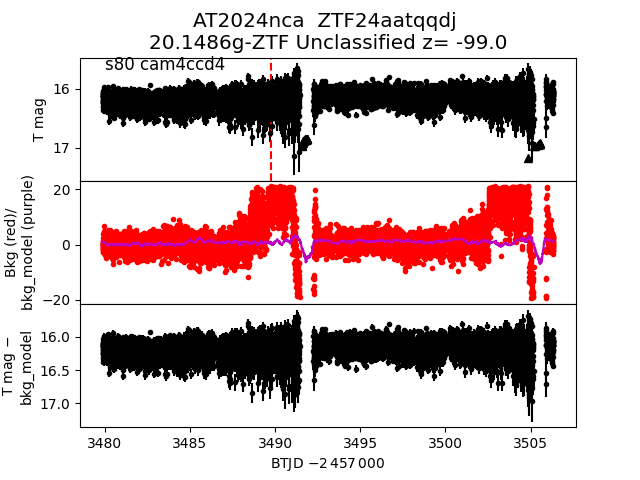 AT2024nca ZTF24aatqqdj
20.1486g-ZTF Unclassified z= -99.0
s80 cam4ccd4
T mag
16
17
Bkg (red)/
bkg_model (purple)
20
0
−20
T mag −
bkg_model
16.0
16.5
17.0
3480 3485 3490 3495 3500 3505
BTJD −2 457 000